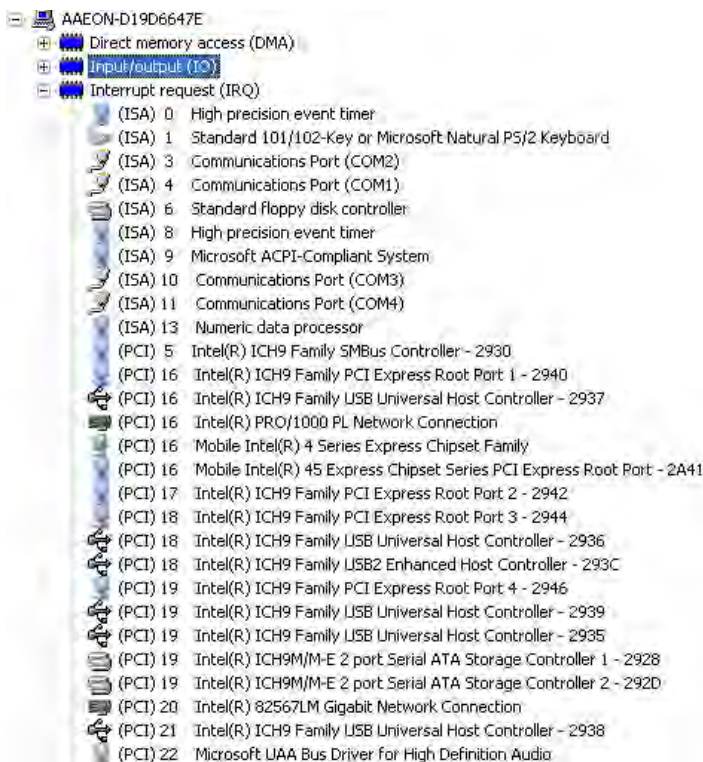 AAEON-D19D6647E
Direct memory access (DMA)
Input/output (IO)
Interrupt request (IRQ)
(ISA) 0 High precision event timer
(ISA) 1 Standard 101/102-Key or Microsoft Natural PS/2 Keyboard
(ISA) 3 Communications Port (COM2)
(ISA) 4 Communications Port (COM1)
(ISA) 6 Standard floppy disk controller
(ISA) 8 High precision event timer
(ISA) 9 Microsoft ACPI-Compliant System
(ISA) 10 Communications Port (COM3)
(ISA) 11 Communications Port (COM4)
(ISA) 13 Numeric data processor
(PCI) 5 Intel(R) ICH9 Family SMBus Controller - 2930
(PCI) 16 Intel(R) ICH9 Family PCI Express Root Port 1 - 2940
(PCI) 16 Intel(R) ICH9 Family USB Universal Host Controller - 2937
(PCI) 16 Intel(R) PRO/1000 PL Network Connection
(PCI) 16 Mobile Intel(R) 4 Series Express Chipset Family
(PCI) 16 Mobile Intel(R) 45 Express Chipset Series PCI Express Root Port - 2A41
(PCI) 17 Intel(R) ICH9 Family PCI Express Root Port 2 - 2942
(PCI) 18 Intel(R) ICH9 Family PCI Express Root Port 3 - 2944
(PCI) 18 Intel(R) ICH9 Family USB Universal Host Controller - 2936
(PCI) 18 Intel(R) ICH9 Family USB2 Enhanced Host Controller - 293C
(PCI) 19 Intel(R) ICH9 Family PCI Express Root Port 4 - 2946
(PCI) 19 Intel(R) ICH9 Family USB Universal Host Controller - 2939
(PCI) 19 Intel(R) ICH9 Family USB Universal Host Controller - 2935
(PCI) 19 Intel(R) ICH9M/M-E 2 port Serial ATA Storage Controller 1 - 2928
(PCI) 19 Intel(R) ICH9M/M-E 2 port Serial ATA Storage Controller 2 - 292D
(PCI) 20 Intel(R) 82567LM Gigabit Network Connection
(PCI) 21 Intel(R) ICH9 Family USB Universal Host Controller - 2938
(PCI) 22 Microsoft UAA Bus Driver for High Definition Audio